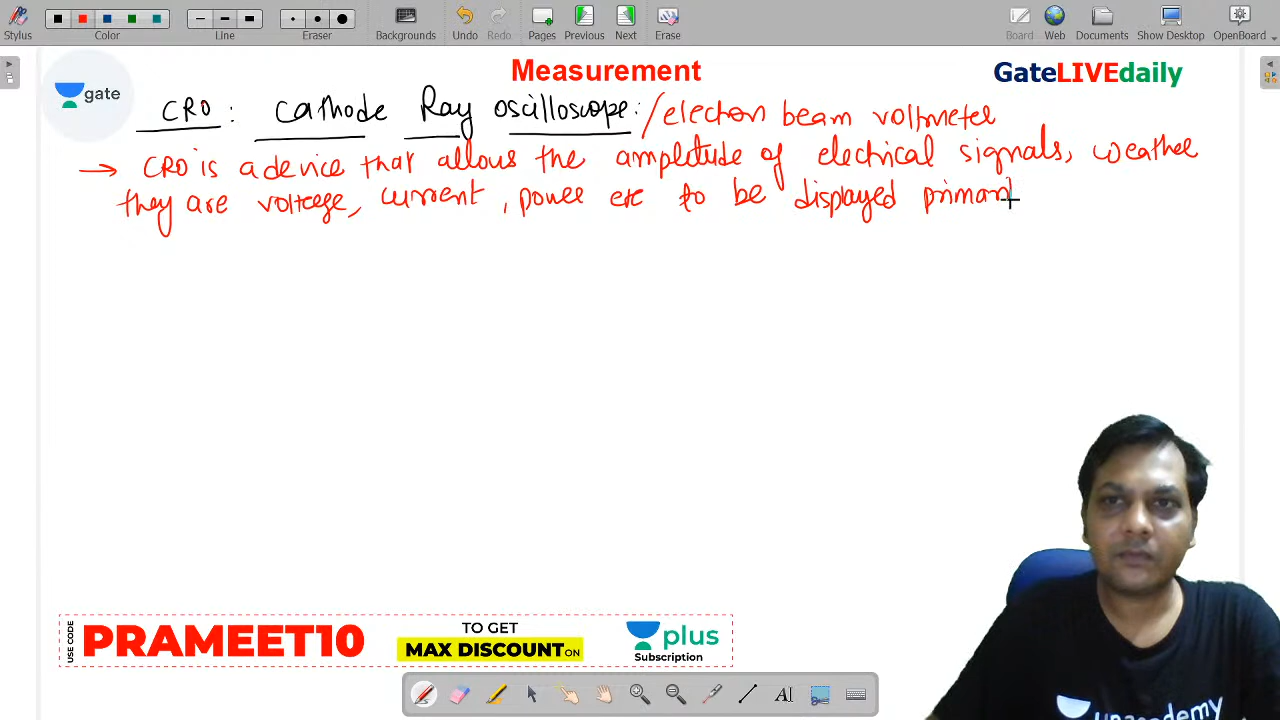 Stylus
Color
Line
Eraser
Backgrounds
Undo
Redo
Pages
Previous
Next
Erase
Board
Web
Documents
Show Desktop
OpenBoard
gate
Measurement
GateLIVEdaily
CRO : Cathode Ray oscilloscope : / electron beam voltmeter
→ CRO is a device that allows the amplitude of electrical signals, weather
they are voltage, current, power etc to be displayed primari
USE CODE
PRAMEET10
TO GET
MAX DISCOUNT ON
plus
Subscription
unacademy